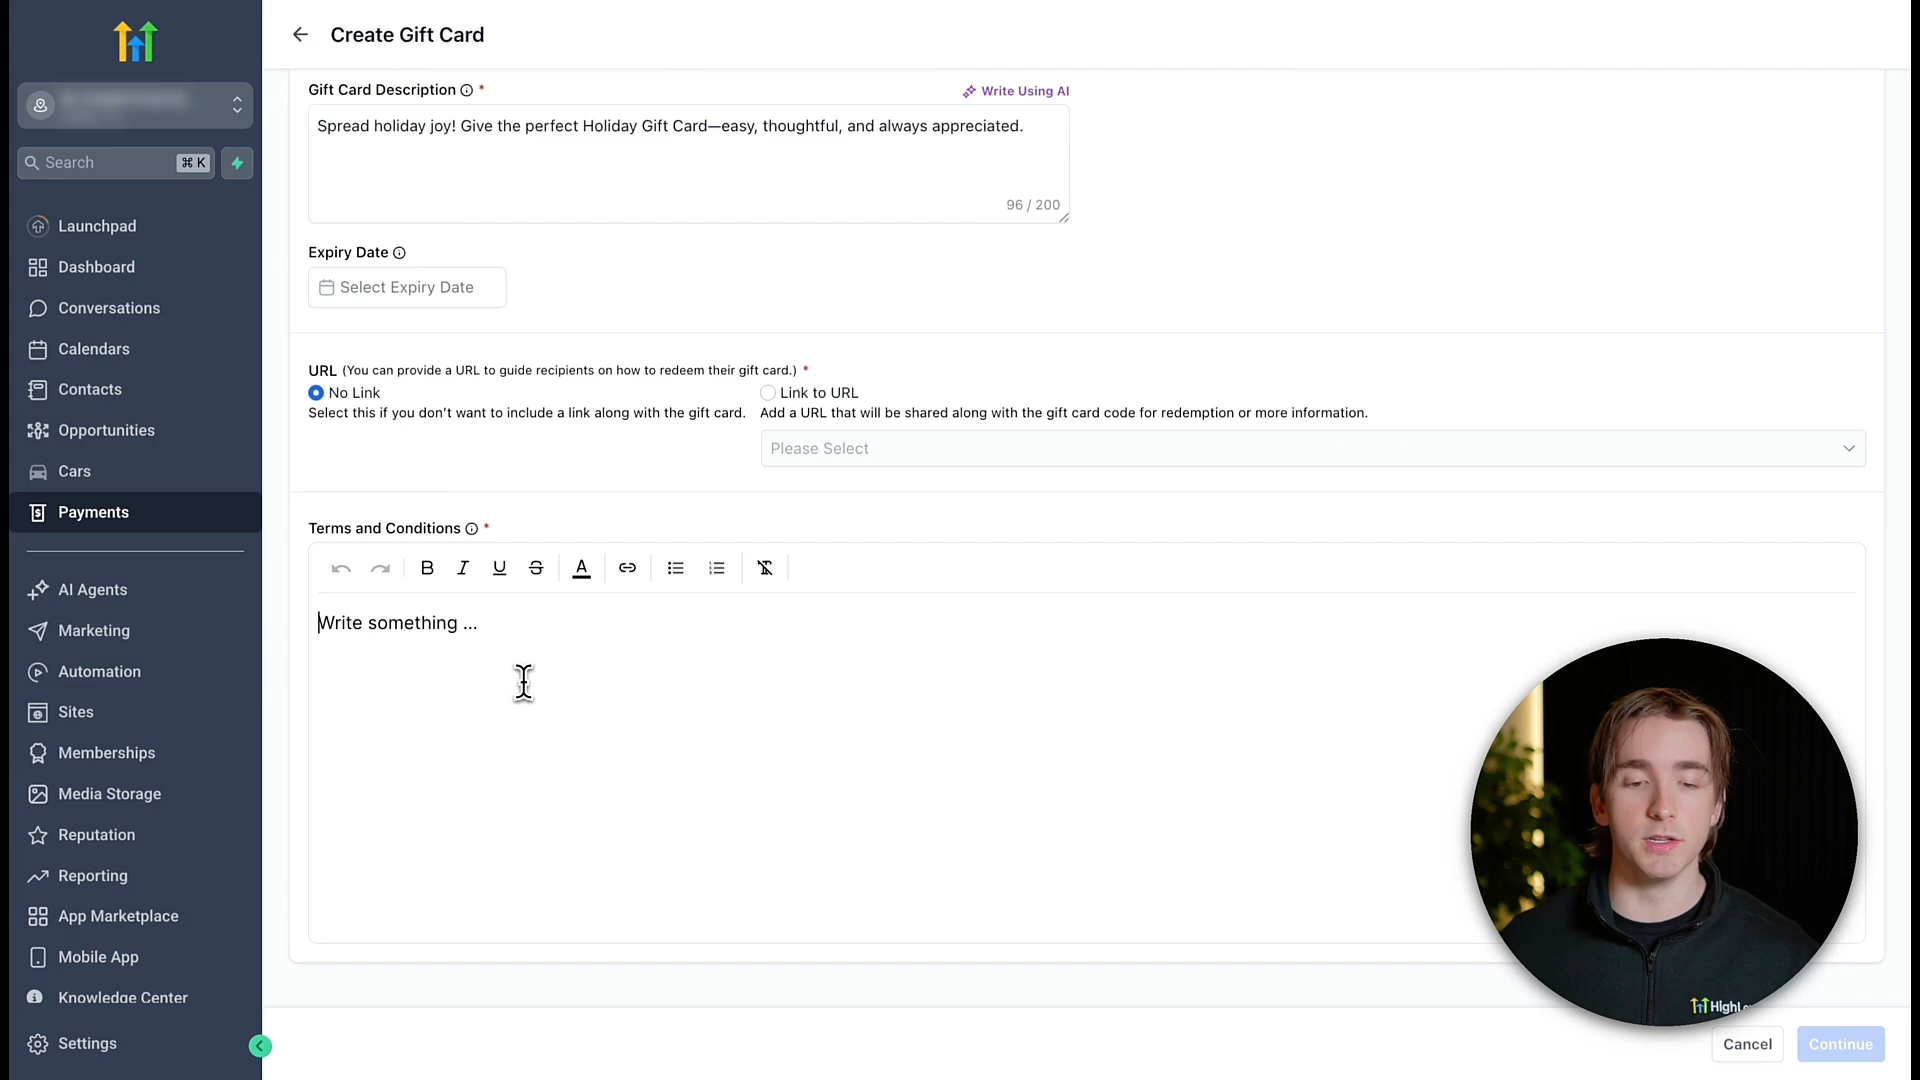 Create Gift Card
Search ⌘ K
Launchpad
Dashboard
Conversations
Calendars
Contacts
Opportunities
Cars
Payments
AI Agents
Marketing
Automation
Sites
Memberships
Media Storage
Reputation
Reporting
App Marketplace
Mobile App
Knowledge Center
Settings
Gift Card Description * Write Using AI
Spread holiday joy! Give the perfect Holiday Gift Card—easy, thoughtful, and always appreciated.
96 / 200
Expiry Date
Select Expiry Date
URL (You can provide a URL to guide recipients on how to redeem their gift card.) *
No Link
Select this if you don’t want to include a link along with the gift card.
Link to URL
Add a URL that will be shared along with the gift card code for redemption or more information.
Please Select
Terms and Conditions *
Write something ...
Cancel Continue